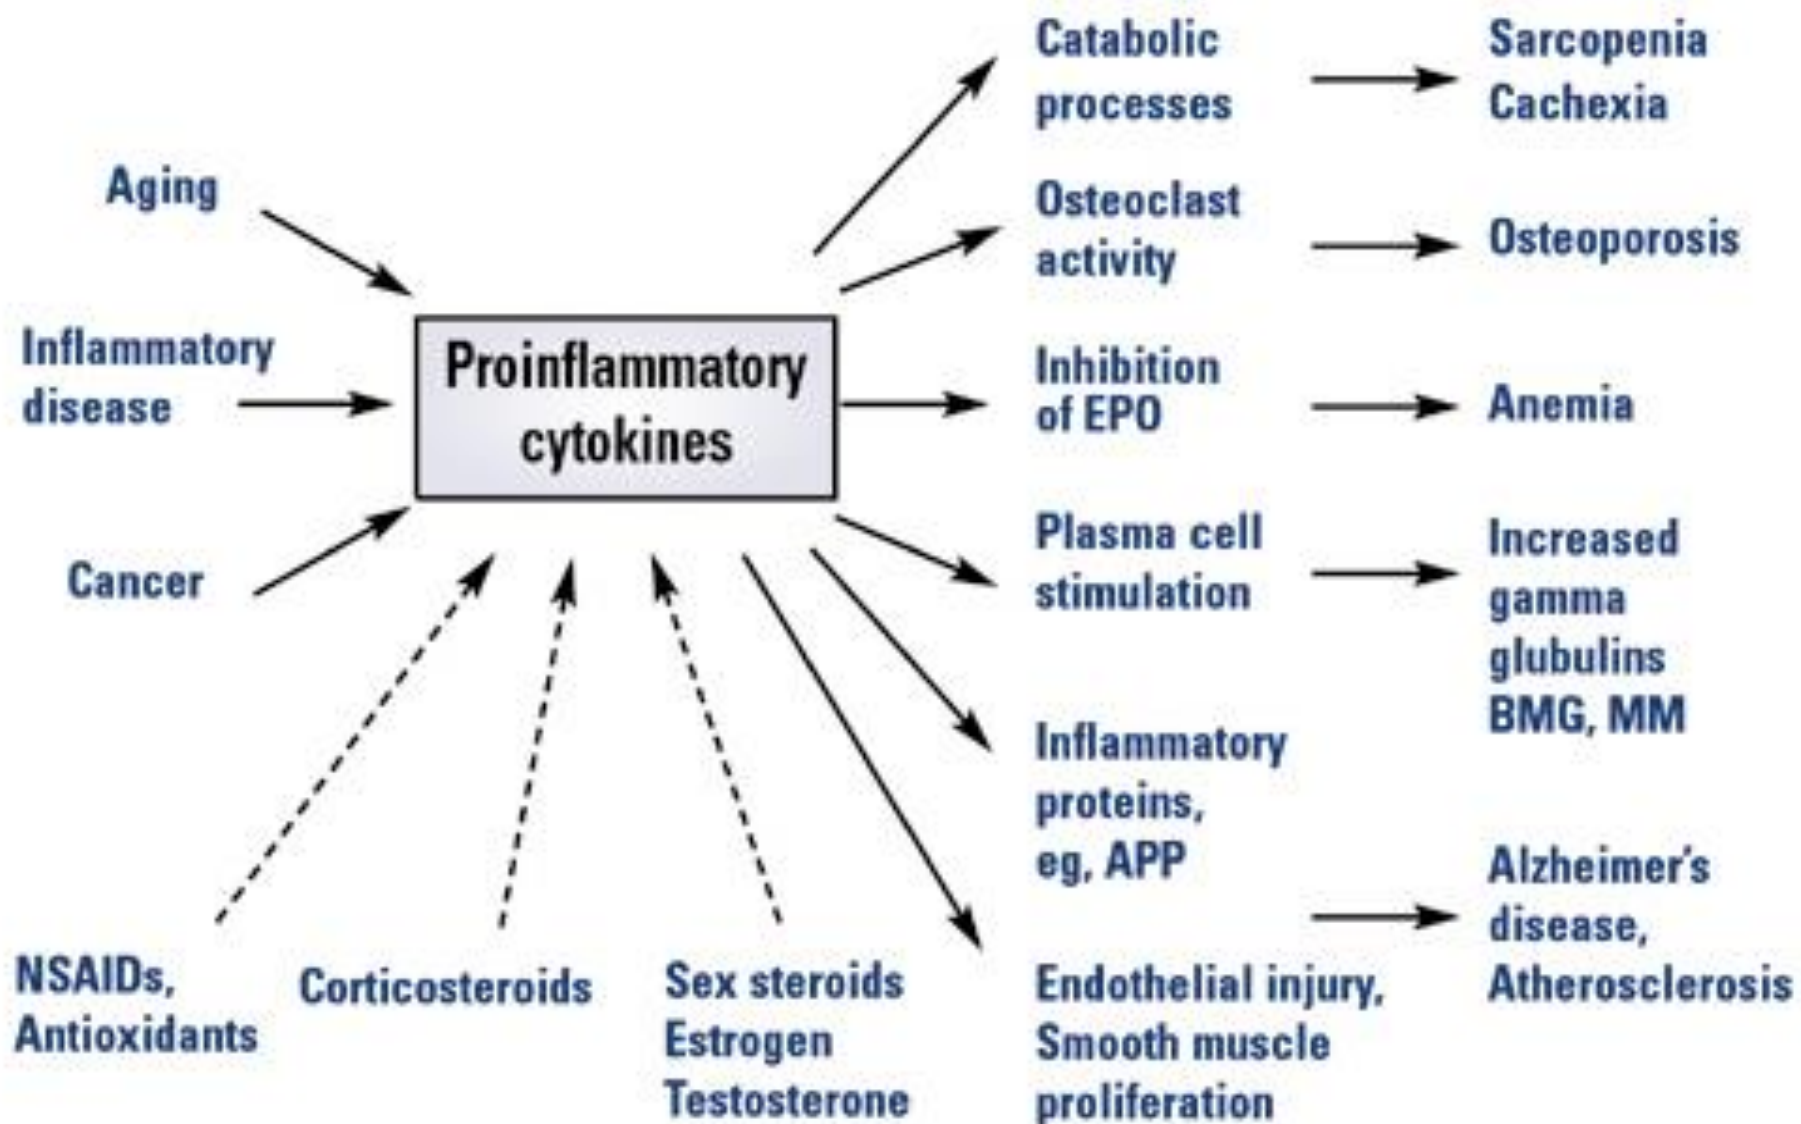 Aging
Inflammatory
disease
Cancer
NSAIDs,
Antioxidants
Corticosteroids
Sex steroids
Estrogen
Testosterone
Proinflammatory
cytokines
Catabolic
processes
Sarcopenia
Cachexia
Osteoclast
activity
Osteoporosis
Inhibition
of EPO
Anemia
Plasma cell
stimulation
Increased
gamma
glubulins
BMG, MM
Inflammatory
proteins,
eg, APP
Endothelial injury,
Smooth muscle
proliferation
Alzheimer's
disease,
Atherosclerosis